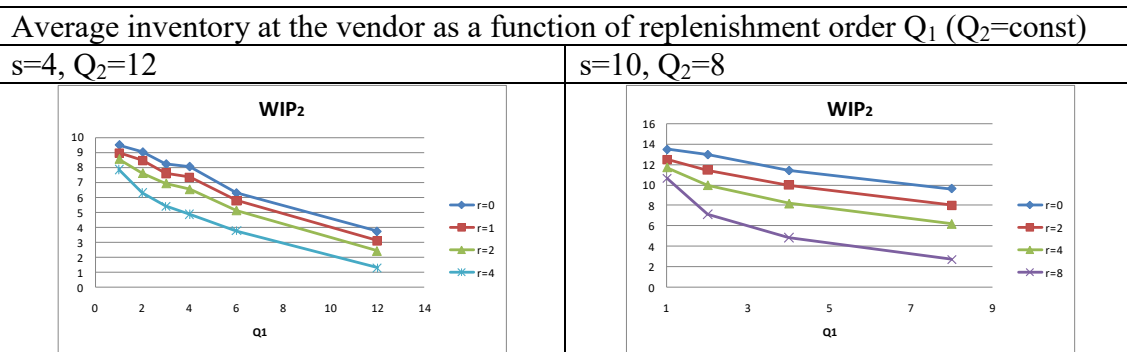 Average inventory at the vendor as a function of replenishment order Q₁ (Q₂=const)
s=4, Q₂=12
s=10, Q₂=8
WIP₂
10
9
8
7
6
5
4
3
2
1
0
0 2 4 6 8 10 12 14
Q1
r=0
r=1
r=2
r=4
WIP₂
16
14
12
10
8
6
4
2
0
1 3 5 7 9
Q1
r=0
r=2
r=4
r=8